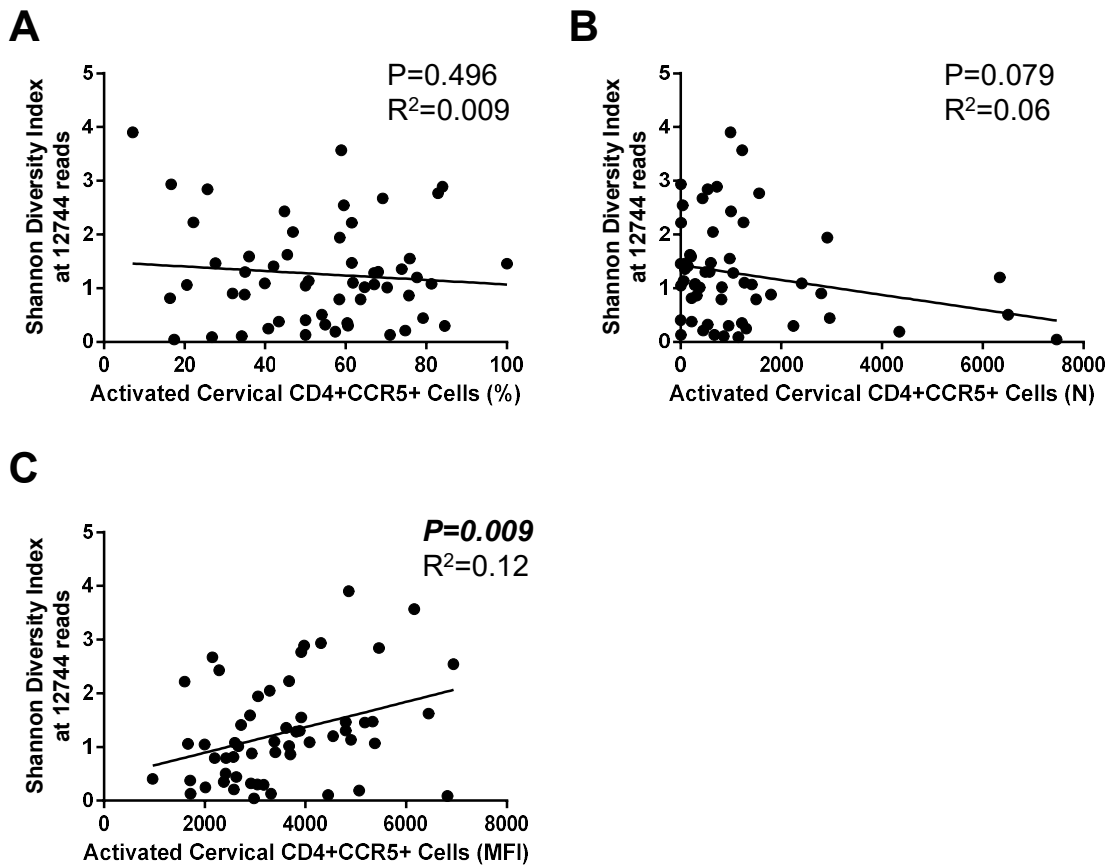 A
P=0.496
R²=0.009
Shannon Diversity Index
at 12744 reads
5
4
3
2
1
0
0 20 40 60 80 100
Activated Cervical CD4+CCR5+ Cells (%)
B
P=0.079
R²=0.06
Shannon Diversity Index
at 12744 reads
5
4
3
2
1
0
0 2000 4000 6000 8000
Activated Cervical CD4+CCR5+ Cells (N)
C
P=0.009
R²=0.12
Shannon Diversity Index
at 12744 reads
5
4
3
2
1
0
0 2000 4000 6000 8000
Activated Cervical CD4+CCR5+ Cells (MFI)